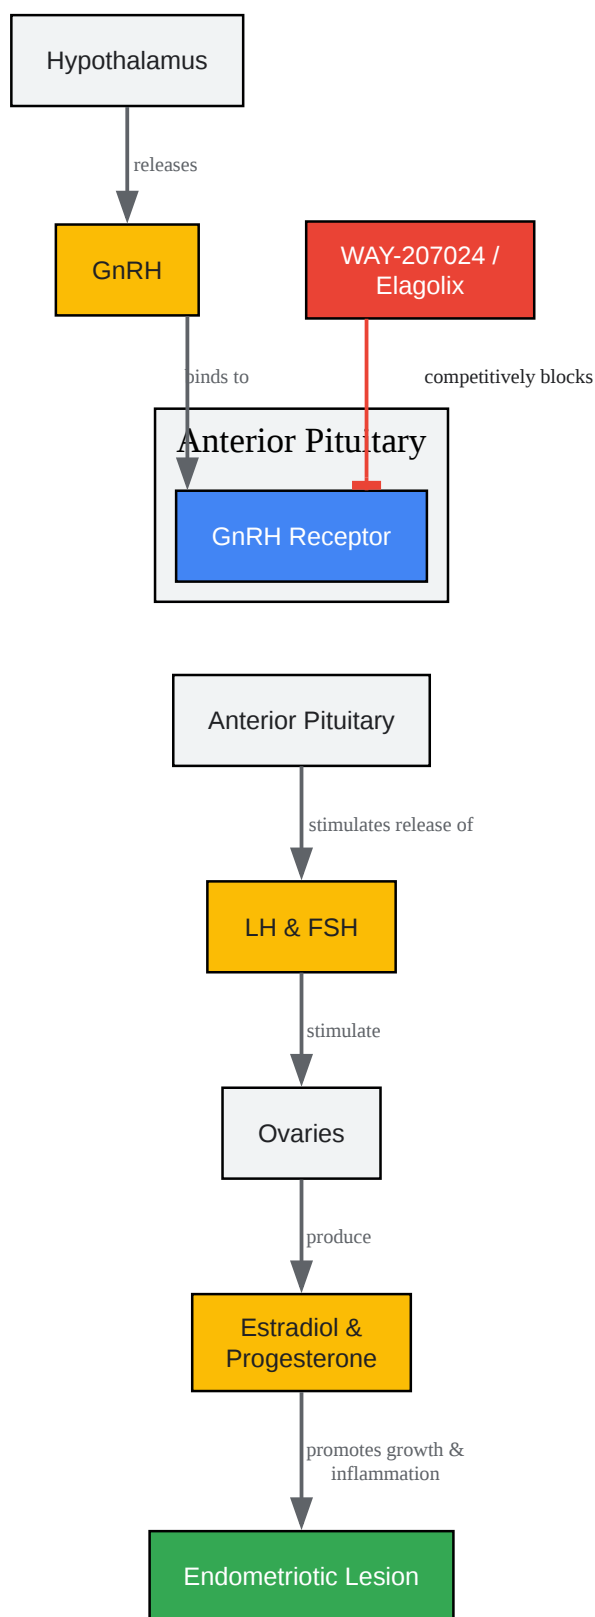 Hypothalamus
releases
GnRH
WAY-207024 /
Elagolix
binds to
competitively blocks
Anterior Pituitary
GnRH Receptor
Anterior Pituitary
stimulates release of
LH & FSH
stimulate
Ovaries
produce
Estradiol &
Progesterone
promotes growth &
inflammation
Endometriotic Lesion